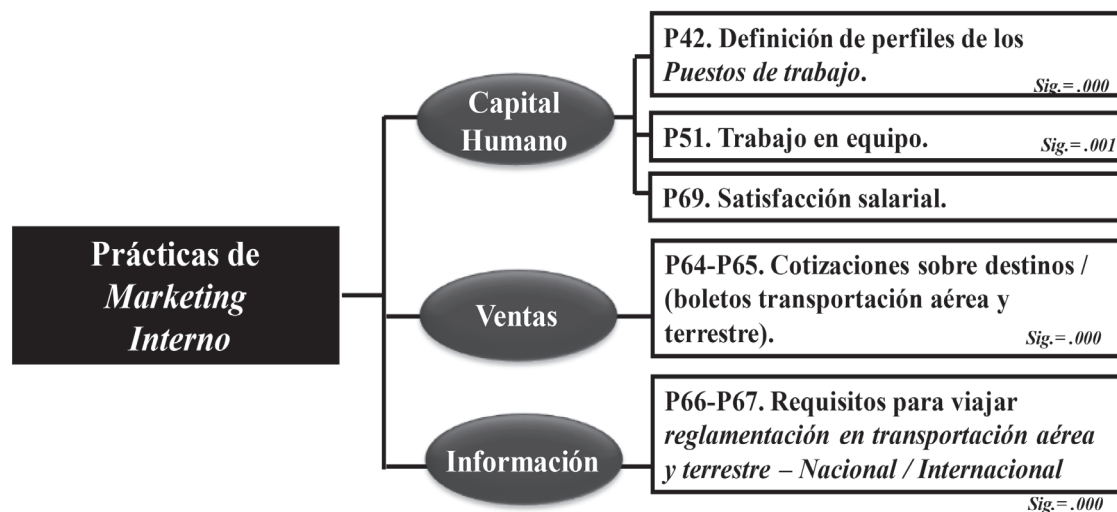 Prácticas de
Marketing
Interno
Capital
Humano
P42. Definición de perfiles de los
Puestos de trabajo.
Sig.= .000
P51. Trabajo en equipo.
Sig.= .001
P69. Satisfacción salarial.
Ventas
P64-P65. Cotizaciones sobre destinos /
(boletos transportación aérea y
terrestre).
Sig.= .000
Información
P66-P67. Requisitos para viajar
reglamentación en transportación aérea
y terrestre – Nacional / Internacional
Sig.= .000